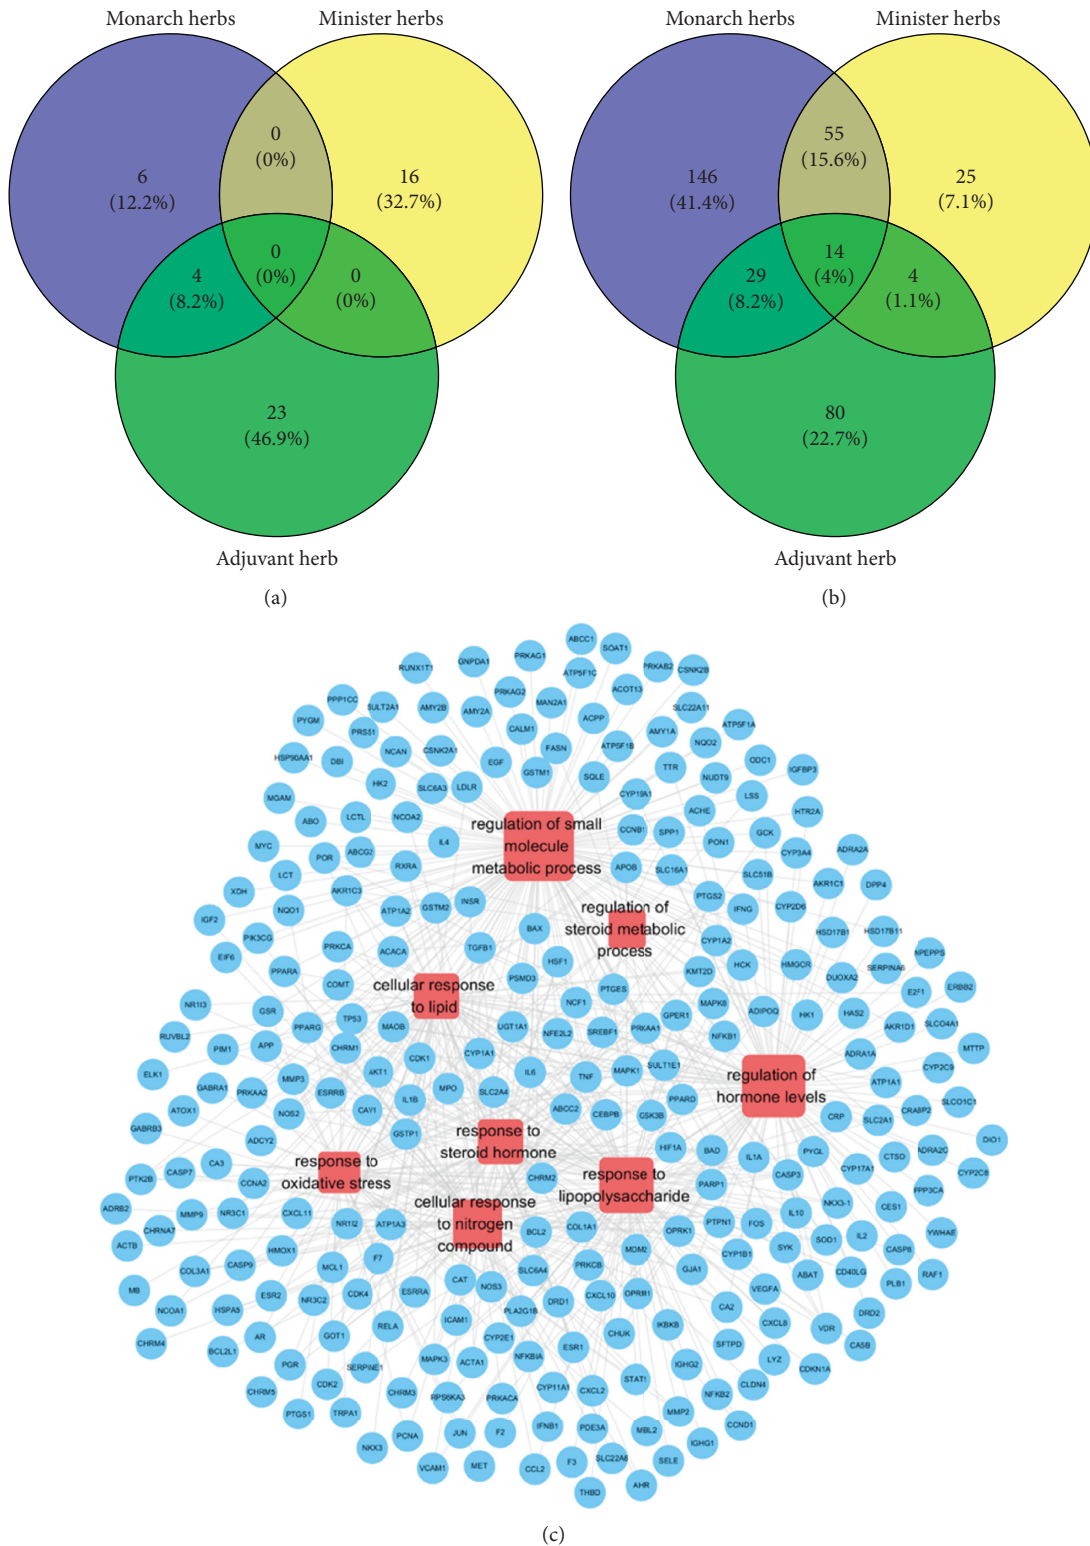 Monarch herbs
Minister herbs
0
(0%)
6
(12.2%)
16
(32.7%)
0
(0%)
4
(8.2%)
0
(0%)
23
(46.9%)
Adjuvant herb
(a)
Monarch herbs
Minister herbs
55
(15.6%)
146
(41.4%)
25
(7.1%)
14
(4%)
29
(8.2%)
4
(1.1%)
80
(22.7%)
Adjuvant herb
(b)
ABCC1
SOAT1
RUNX1T1
GNPDA1
PRKAG1
ATP5F1C
PRKAB2
CSNK2B
PPP1CC
SULT2A1
AMY2B
AMY2A
PRKAG2
MAN2A1
ACOT13
SLC22A11
PYGM
PRSS1
CALM1
ACPP
AMY1A
ATP5F1A
HSP90AA1
DBI
NCAN
CSNK2A1
EGF
FASN
ATP5F1B
NQO2
HK2
SLC6A3
LDLR
GSTM1
SQLE
TTR
NUDT9
ODC1
IGFBP3
MGAM
ABO
LCTL
NCOA2
CYP19A1
ACHE
LSS
HTR2A
MYC
POR
ABCG2
IL4
regulation of small
molecule
metabolic process
CCNB1
SPP1
PON1
GCK
CYP3A4
ADRA2A
XDH
LCT
AKR1C3
RXRA
APOB
SLC16A1
SLC51B
AKR1C1
DPP4
IGF2
NQO1
ATP1A2
GSTM2
INSR
regulation of
steroid metabolic
process
PTGS2
IFNG
CYP2D6
HSD17B1
HSD17B11
EIF6
PIK3CG
PRKCA
ACACA
TGFB1
BAX
HSF1
CYP1A2
HCK
HMGCR
DUOXA2
SERPINA6
NPEPPS
PPARA
COMT
cellular response
to lipid
PSMD3
PTGES
KMT2D
E2F1
ERBB2
NR1I3
GSR
TP53
NCF1
GPER1
MAPK8
ADIPOQ
HK1
HAS2
AKR1D1
SLCO4A1
RUVBL2
PIM1
APP
PPARG
CHRM1
MAOB
UGT1A1
NFE2L2
SREBF1
PRKAA1
NFKB1
ADRA1A
MTTP
ELK1
GABRA1
PRKAA2
MMP3
ESRRB
AKT1
CDK1
CYP1A1
IL6
TNF
MAPK1
SULT1E1
regulation of
hormone levels
ATP1A1
CYP2C9
GABRB3
ATOX1
NOS2
CAV1
IL1B
MPO
SLC2A4
ABCC2
CEBPB
GSK3B
PPARD
CRP
SLC2A1
CRABP2
SLCO1C1
ADCY2
GSTP1
response to
steroid hormone
HIF1A
BAD
IL1A
PYGL
CTSD
ADRA2C
DIO1
PTK2B
CASP7
CA3
CCNA2
response to
oxidative stress
CHRM2
response to
lipopolysaccharide
PARP1
CASP3
CYP17A1
PPP3CA
CYP2C8
ADRB2
CHRNA7
MMP9
NR3C1
CXCL11
NR1I2
ATP1A3
cellular response
to nitrogen
compound
BCL2
COL1A1
OPRK1
PTPN1
FOS
IL10
NKX3-1
CES1
ACTB
HMOX1
F7
MDM2
CYP1B1
SYK
SOD1
IL2
YWHAE
MB
COL3A1
CASP9
MCL1
CAT
SLC6A4
PRKCB
GJA1
VEGFA
ABAT
CD40LG
CASP8
PLB1
RAF1
NCOA1
HSPA5
ESR2
NR3C2
CDK4
ESRRA
NOS3
PLA2G1B
DRD1
CXCL10
OPRM1
CA2
CXCL8
VDR
DRD2
CHRM4
BCL2L1
AR
GOT1
RELA
ICAM1
CYP2E1
CHUK
IKBKB
SFTPD
CA5B
PGR
SERPINE1
MAPK3
ACTA1
NFKBIA
ESR1
IGHG2
LYZ
CDKN1A
CHRM5
CDK2
CHRM3
RPS6KA3
PRKACA
CYP11A1
CXCL2
STAT1
NFKB2
CLDN4
PTGS1
TRPA1
IFNB1
PDE3A
MMP2
CCND1
NKX3
PCNA
JUN
F2
MBL2
IGHG1
VCAM1
MET
CCL2
F3
SLC22A6
SELE
THBD
AHR
(c)